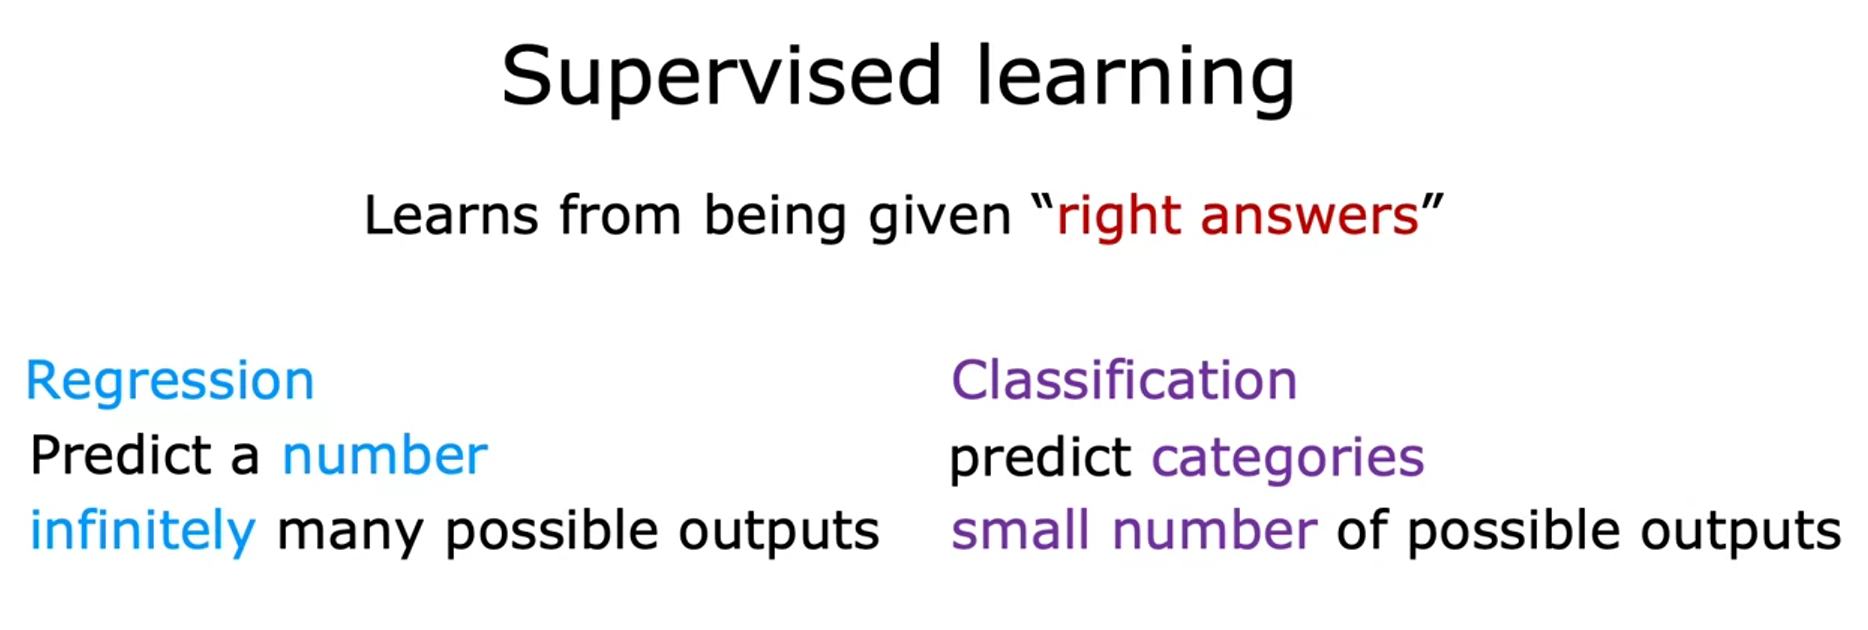 Supervised learning
Learns from being given “right answers”
Regression
Predict a number
infinitely many possible outputs
Classification
predict categories
small number of possible outputs